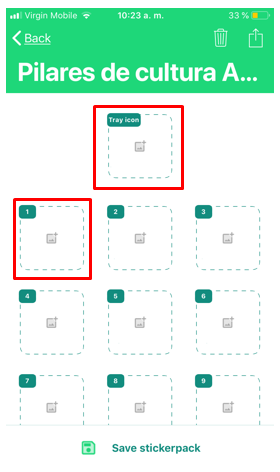 Virgin Mobile 10:23 a. m. 33 %
Back
Pilares de cultura A...
Tray icon
1 2 3
4 5 6
7 8 9
Save stickerpack